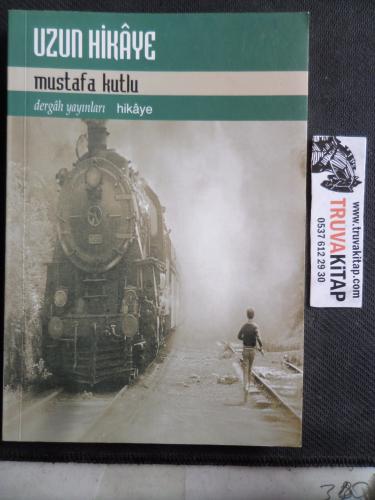 UZUN HİKÂYE
mustafa kutlu
dergâh yayınları hikâye
www.truvakitap.com
TRUVAKİTAP
0537 612 29 30